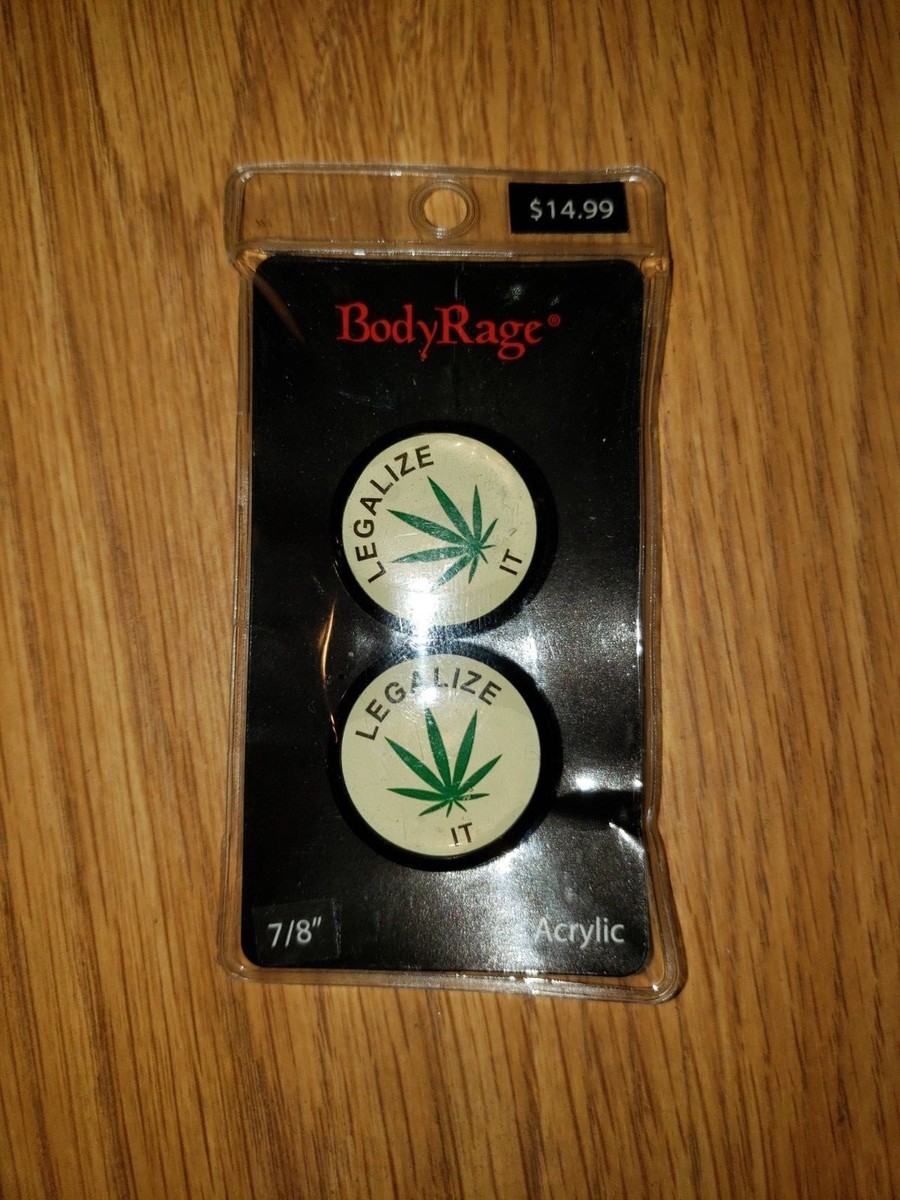 $14.99
BodyRage®
LEGALIZE
IT
LEGALIZE
IT
7/8"
Acrylic